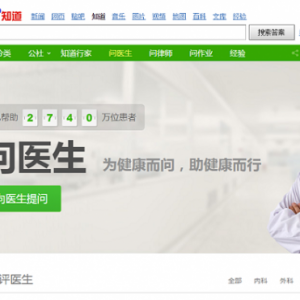 知道 新闻 网页 贴吧 知道 音乐 图片 视频 地图 百科 文库
搜索答案
分类 公社 知道行家 问医生 问律师 问作业 经验
帮助 2 7 4 0 万位患者
问医生 为健康而问，助健康而行
向医生提问
评医生 全部 内科 外科